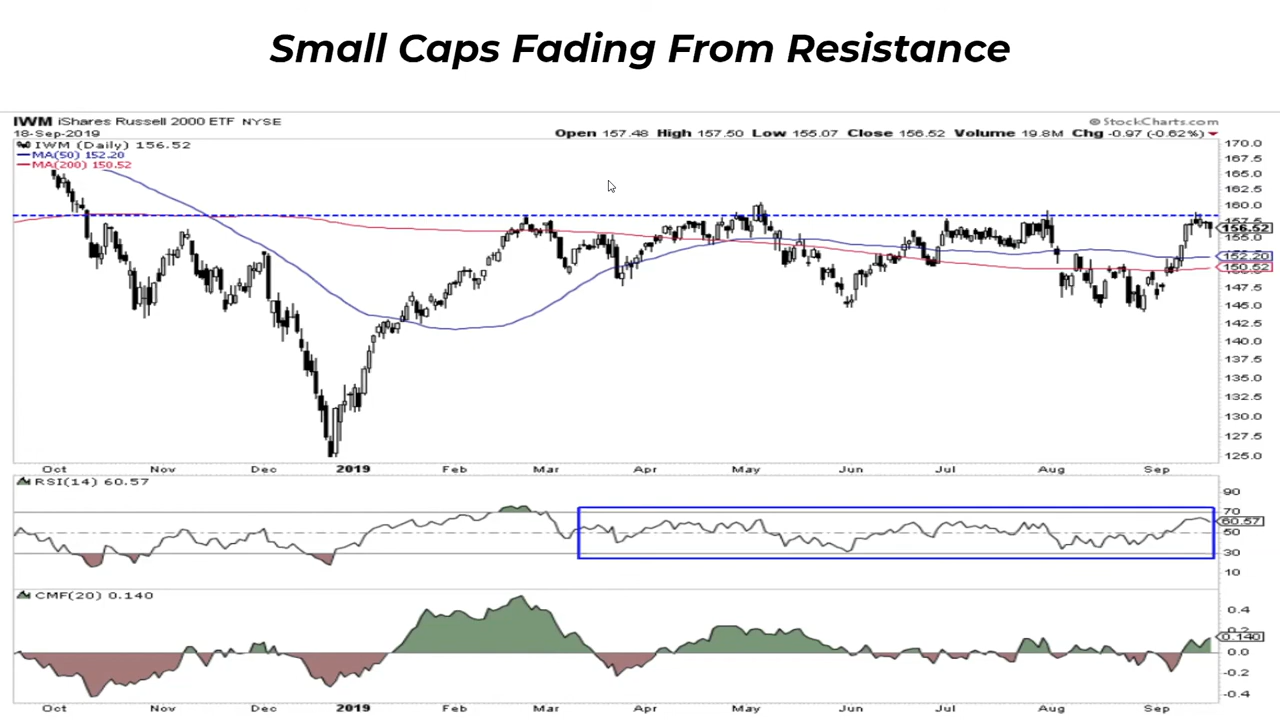 Small Caps Fading From Resistance
IWM iShares Russell 2000 ETF NYSE
© StockCharts.com
18-Sep-2019
Open 157.48 High 157.50 Low 155.07 Close 156.52 Volume 19.8M Chg -0.97 (-0.62%)
IWM (Daily) 156.52
MA(50) 152.20
MA(200) 150.52
170.0
167.5
165.0
162.5
160.0
157.5
156.52
155.0
152.20
150.52
147.5
145.0
142.5
140.0
137.5
135.0
132.5
130.0
127.5
125.0
Oct Nov Dec 2019 Feb Mar Apr May Jun Jul Aug Sep
RSI(14) 60.57
90
70
60.57
50
30
10
CMF(20) 0.140
0.4
0.2
0.140
0.0
-0.2
-0.4
Oct Nov Dec 2019 Feb Mar Apr May Jun Jul Aug Sep